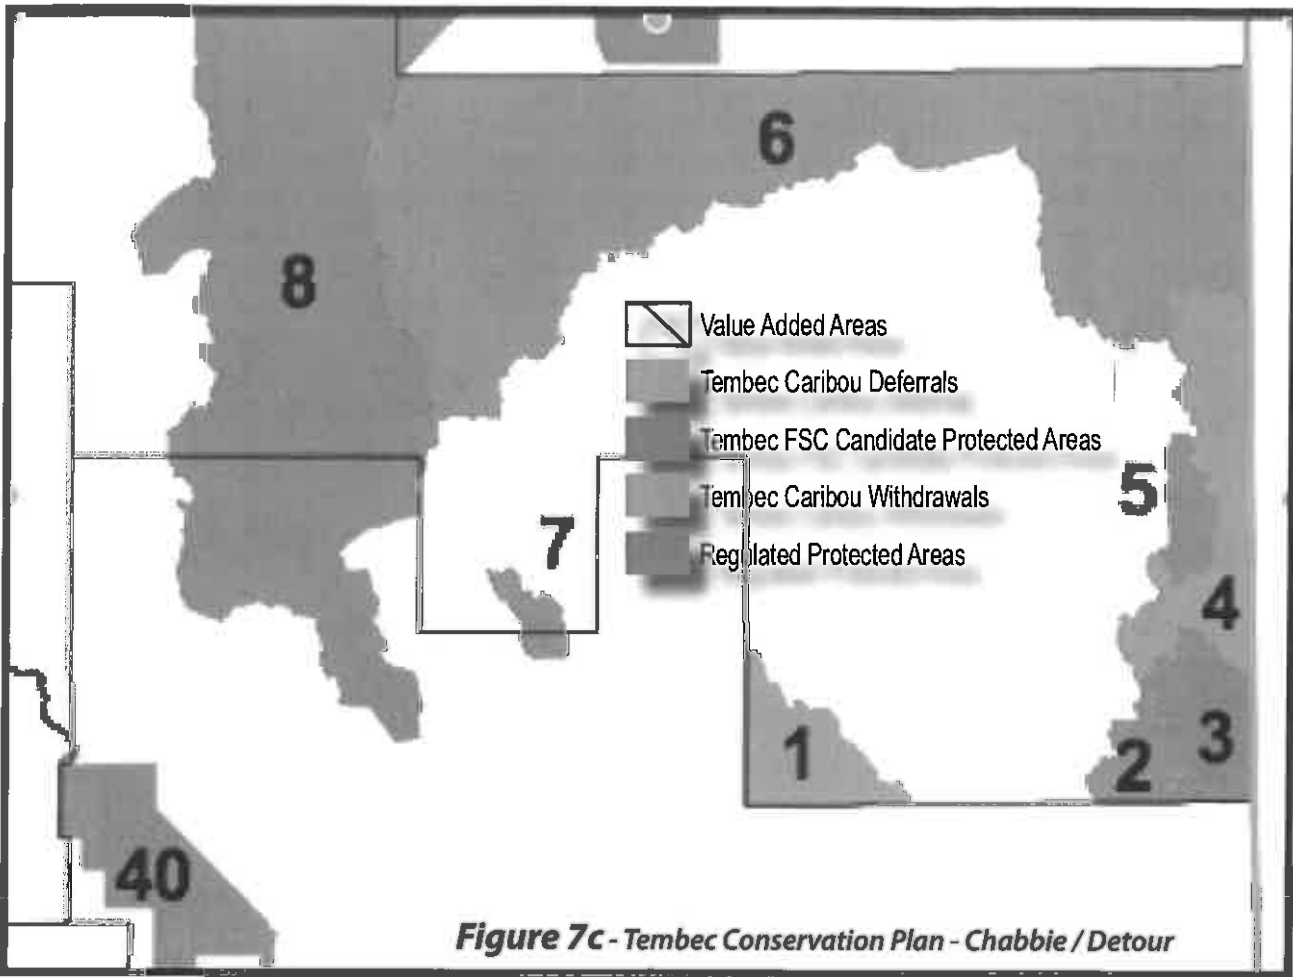 6
8
Value Added Areas
Tembec Caribou Deferrals
Tembec FSC Candidate Protected Areas
Tembec Caribou Withdrawals
5
7
Regulated Protected Areas
4
1
2
3
40
Figure 7c - Tembec Conservation Plan - Chabbie / Detour